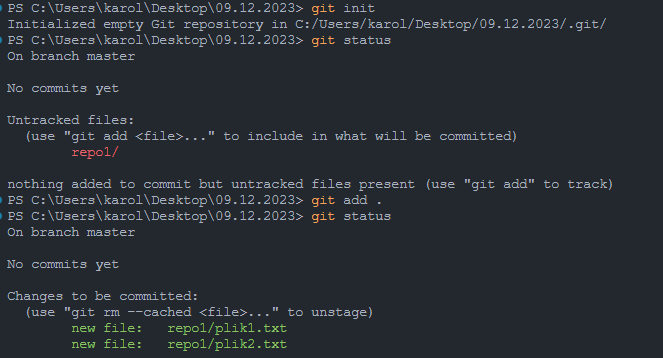 PS C:\Users\karol\Desktop\09.12.2023> git init
Initialized empty Git repository in C:/Users/karol/Desktop/09.12.2023/.git/
PS C:\Users\karol\Desktop\09.12.2023> git status
On branch master
No commits yet
Untracked files:
(use "git add <file>..." to include in what will be committed)
repo1/
nothing added to commit but untracked files present (use "git add" to track)
PS C:\Users\karol\Desktop\09.12.2023> git add .
PS C:\Users\karol\Desktop\09.12.2023> git status
On branch master
No commits yet
Changes to be committed:
(use "git rm --cached <file>..." to unstage)
new file:   repo1/plik1.txt
new file:   repo1/plik2.txt